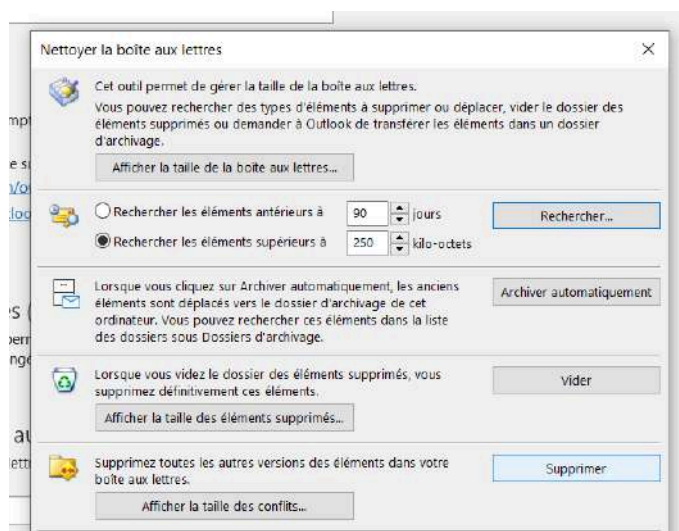 Nettoyer la boîte aux lettres
Cet outil permet de gérer la taille de la boîte aux lettres.
Vous pouvez rechercher des types d'éléments à supprimer ou déplacer, vider le dossier des
éléments supprimés ou demander à Outlook de transférer les éléments dans un dossier
d'archivage.
Afficher la taille de la boîte aux lettres...
Rechercher les éléments antérieurs à 90 jours
Rechercher...
Rechercher les éléments supérieurs à 250 kilo-octets
Lorsque vous cliquez sur Archiver automatiquement, les anciens
éléments sont déplacés vers le dossier d'archivage de cet
ordinateur. Vous pouvez rechercher ces éléments dans la liste
des dossiers sous Dossiers d'archivage.
Archiver automatiquement
Lorsque vous videz le dossier des éléments supprimés, vous
supprimez définitivement ces éléments.
Vider
Afficher la taille des éléments supprimés...
Supprimez toutes les autres versions des éléments dans votre
boîte aux lettres.
Supprimer
Afficher la taille des conflits...